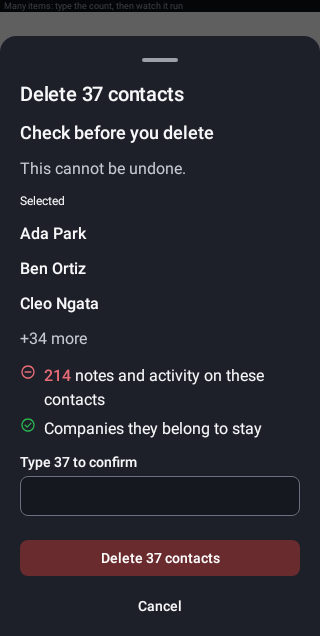 Many items: type the count, then watch it run
Delete 37 contacts
Check before you delete
This cannot be undone.
Selected
Ada Park
Ben Ortiz
Cleo Ngata
+34 more
214 notes and activity on these
contacts
Companies they belong to stay
Type 37 to confirm
Delete 37 contacts
Cancel